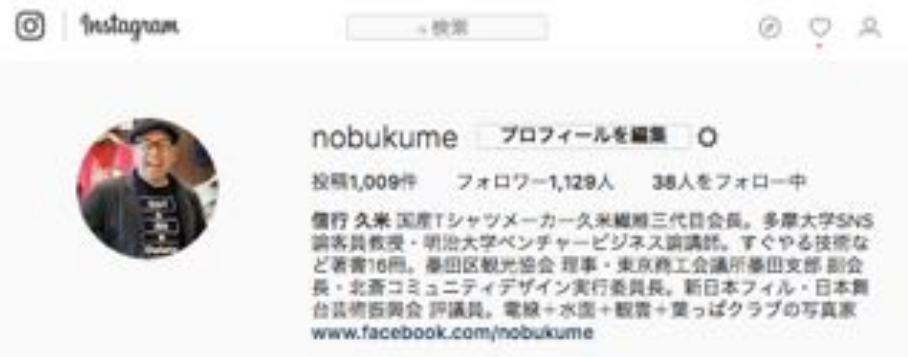 Instagram
検索
nobukume プロフィールを編集
投稿1,009件 フォロワー1,129人 38人をフォロー中
信行 久米 国産Tシャツメーカー久米繊維三代目会長。多摩大学SNS
論客員教授・明治大学ベンチャービジネス論講師。すぐやる技術な
ど著書16冊。墨田区観光協会 理事・東京商工会議所墨田支部 副会
長・北斎コミュニティデザイン実行委員長。新日本フィル・日本舞
台芸術振興会 評議員。電線+水面+観雲+葉っぱクラブの写真家
www.facebook.com/nobukume